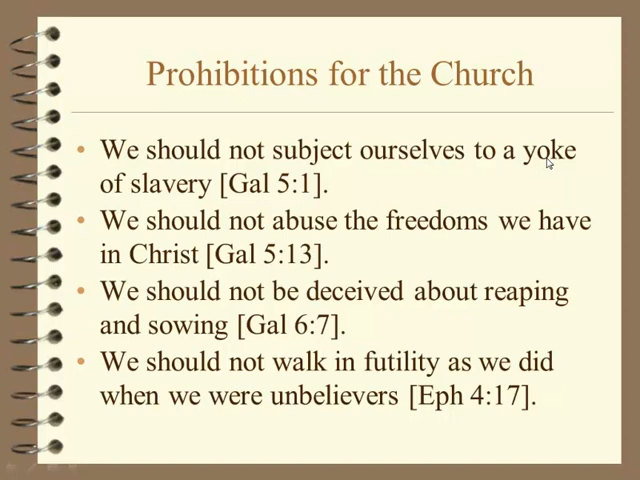 Prohibitions for the Church
• We should not subject ourselves to a yoke
of slavery [Gal 5:1].
• We should not abuse the freedoms we have
in Christ [Gal 5:13].
• We should not be deceived about reaping
and sowing [Gal 6:7].
• We should not walk in futility as we did
when we were unbelievers [Eph 4:17].